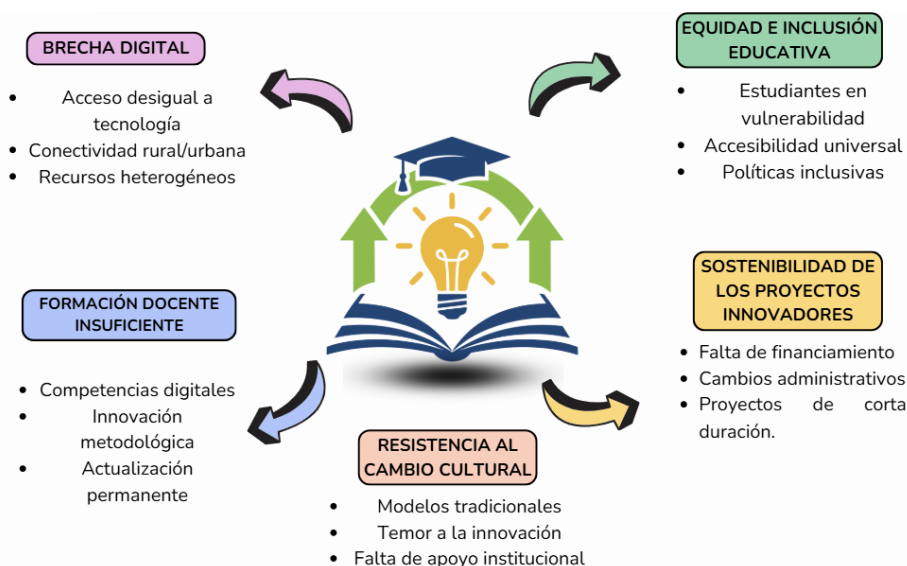 BRECHA DIGITAL
• Acceso desigual a
tecnología
• Conectividad rural/urbana
• Recursos heterogéneos
EQUIDAD E INCLUSIÓN
EDUCATIVA
• Estudiantes en
vulnerabilidad
• Accesibilidad universal
• Políticas inclusivas
FORMACIÓN DOCENTE
INSUFICIENTE
• Competencias digitales
• Innovación
metodológica
• Actualización
permanente
SOSTENIBILIDAD DE
LOS PROYECTOS
INNOVADORES
• Falta de financiamiento
• Cambios administrativos
• Proyectos de corta
duración.
RESISTENCIA AL
CAMBIO CULTURAL
• Modelos tradicionales
• Temor a la innovación
• Falta de apoyo institucional